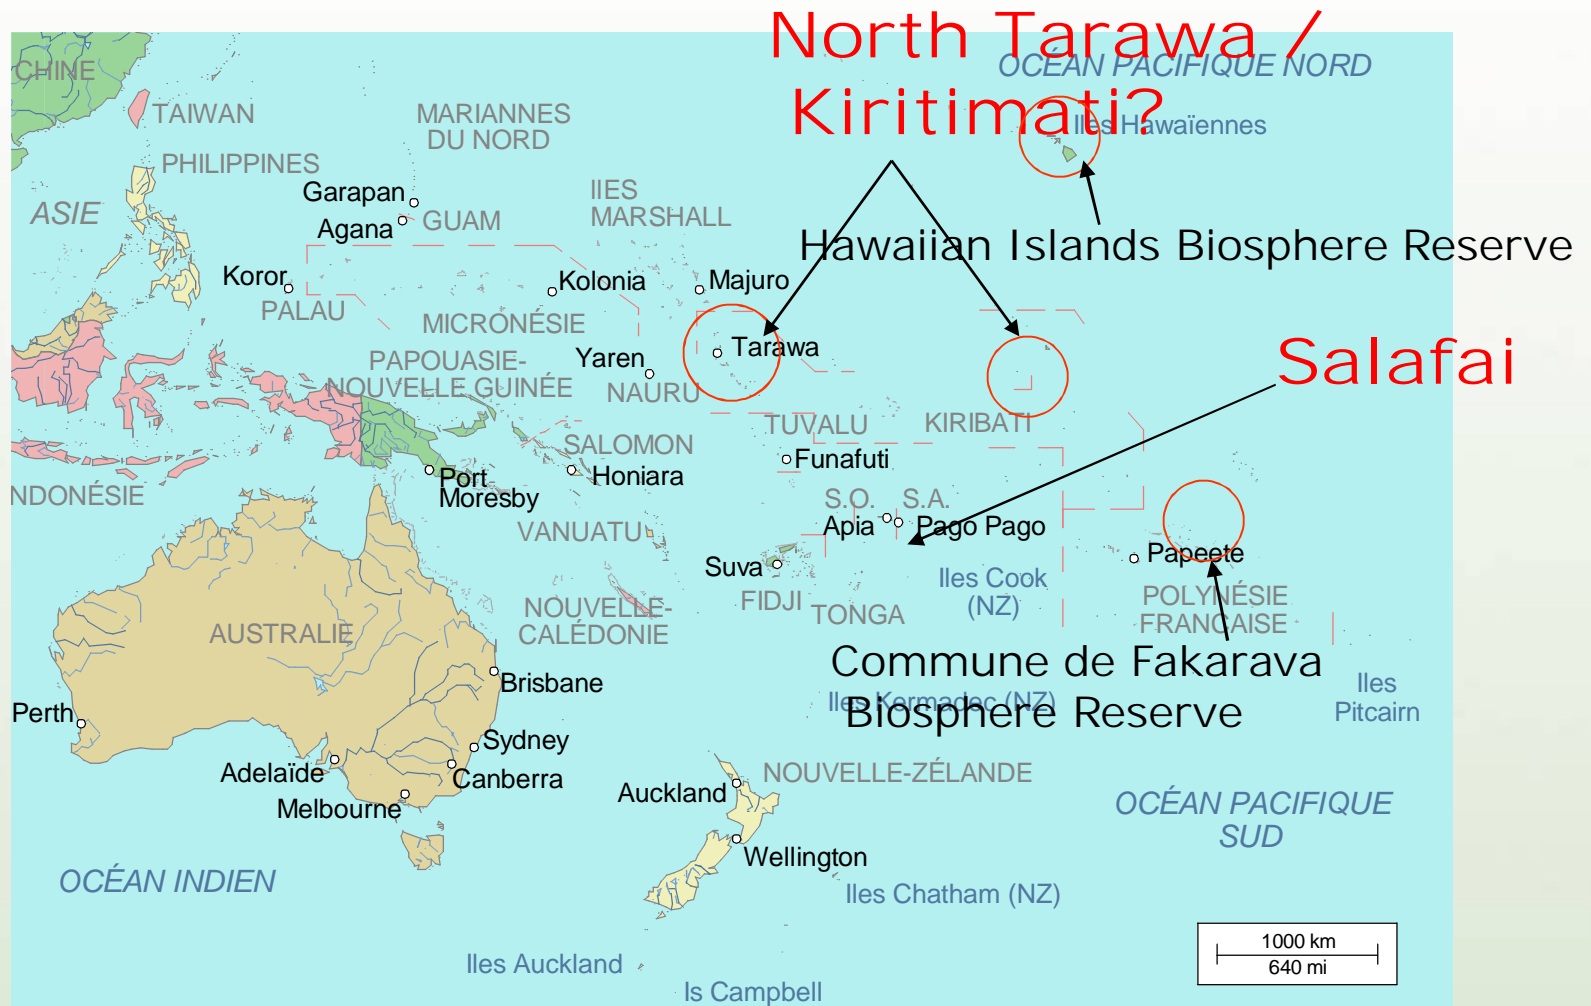 North Tarawa /
Kiritimati?
OCÉAN PACIFIQUE NORD
CHINE
TAIWAN
MARIANNES
DU NORD
Iles Hawaïennes
PHILIPPINES
Garapan
IlES
MARSHALL
ASIE
Agana
GUAM
Hawaiian Islands Biosphere Reserve
Koror
Kolonia
Majuro
PALAU
MICRONÉSIE
Tarawa
Salafai
PAPOUASIE-
NOUVELLE GUINÉE
Yaren
NAURU
TUVALU
KIRIBATI
SALOMON
Funafuti
Port
Moresby
Honiara
NDONÉSIE
S.O.
S.A.
VANUATU
Apia
Pago Pago
Papeete
Suva
FIDJI
Iles Cook
(NZ)
TONGA
POLYNÉSIE
FRANÇAISE
NOUVELLE-
CALÉDONIE
AUSTRALIE
Commune de Fakarava
Biosphere Reserve
Iles Kermadec (NZ)
Iles
Pitcairn
Brisbane
Perth
Sydney
Adelaïde
Canberra
Melbourne
Auckland
NOUVELLE-ZÉLANDE
OCÉAN PACIFIQUE
SUD
Wellington
OCÉAN INDIEN
Iles Chatham (NZ)
1000 km
640 mi
Iles Auckland
Is Campbell